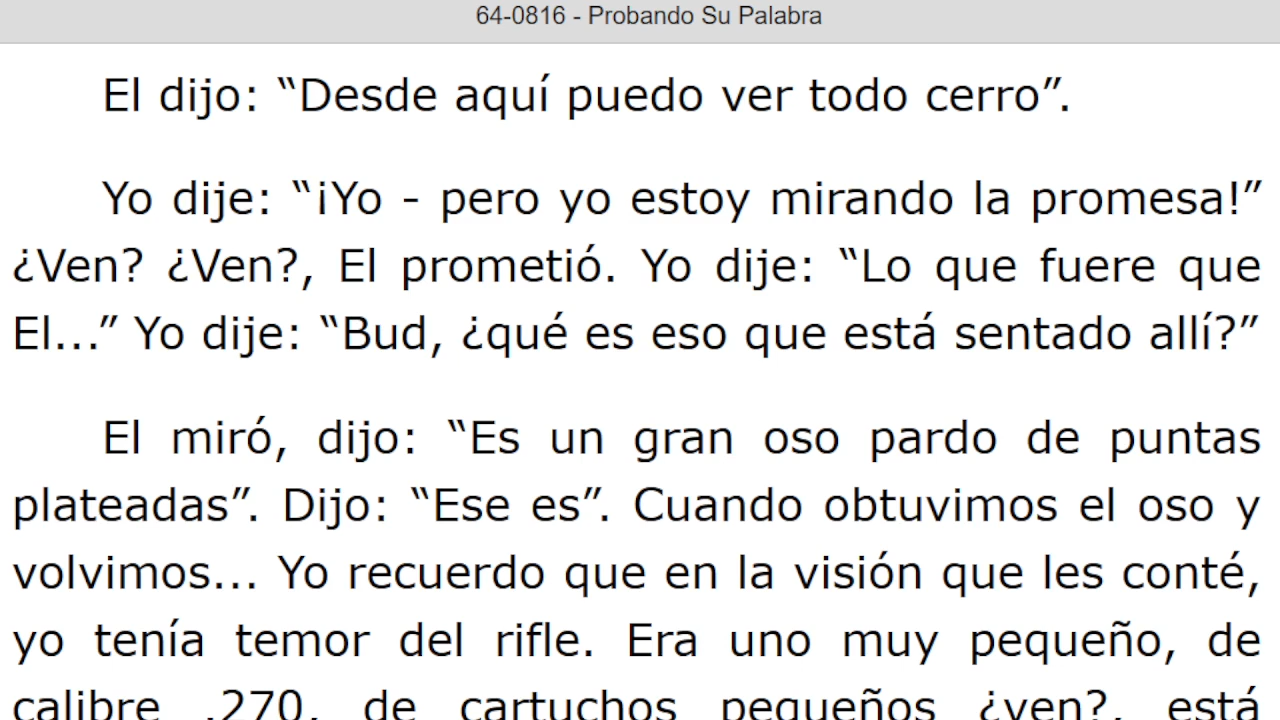 64-0816 - Probando Su Palabra
El dijo: “Desde aquí puedo ver todo cerro”.
Yo dije: “¡Yo - pero yo estoy mirando la promesa!”
¿Ven? ¿Ven?, El prometió. Yo dije: “Lo que fuere que
El...” Yo dije: “Bud, ¿qué es eso que está sentado allí?”
El miró, dijo: “Es un gran oso pardo de puntas
plateadas”. Dijo: “Ese es”. Cuando obtuvimos el oso y
volvimos... Yo recuerdo que en la visión que les conté,
yo tenía temor del rifle. Era uno muy pequeño, de
calibre .270, de cartuchos pequeños ¿ven?, está